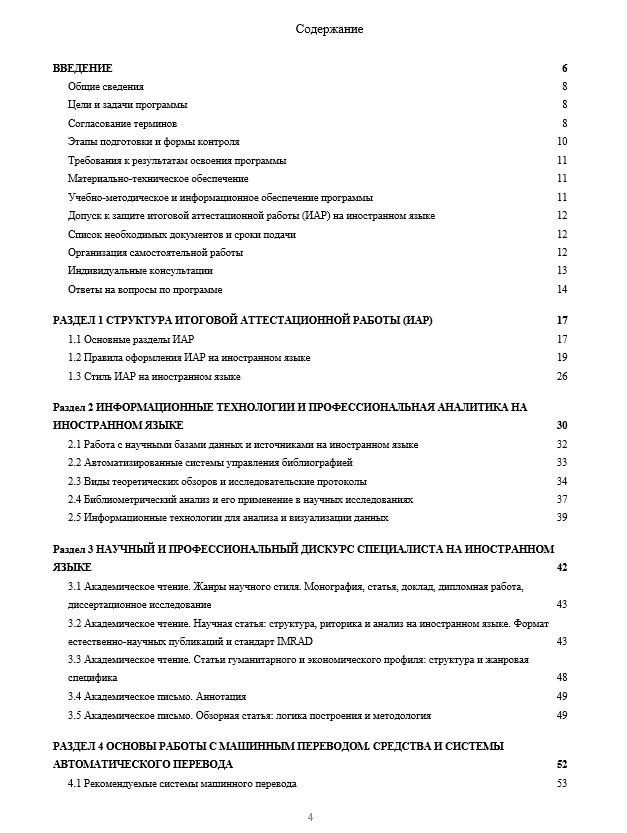 Содержание
ВВЕДЕНИЕ 6
Общие сведения 8
Цели и задачи программы 8
Согласование терминов 8
Этапы подготовки и формы контроля 10
Требования к результатам освоения программы 11
Материально-техническое обеспечение 11
Учебно-методическое и информационное обеспечение программы 11
Допуск к защите итоговой аттестационной работы (ИАР) на иностранном языке 12
Список необходимых документов и сроки подачи 12
Организация самостоятельной работы 12
Индивидуальные консультации 13
Ответы на вопросы по программе 14
РАЗДЕЛ 1 СТРУКТУРА ИТОГОВОЙ АТТЕСТАЦИОННОЙ РАБОТЫ (ИАР) 17
1.1 Основные разделы ИАР 17
1.2 Правила оформления ИАР на иностранном языке 19
1.3 Стиль ИАР на иностранном языке 26
Раздел 2 ИНФОРМАЦИОННЫЕ ТЕХНОЛОГИИ И ПРОФЕССИОНАЛЬНАЯ АНАЛИТИКА НА
ИНОСТРАННОМ ЯЗЫКЕ 30
2.1 Работа с научными базами данных и источниками на иностранном языке 32
2.2 Автоматизированные системы управления библиографией 33
2.3 Виды теоретических обзоров и исследовательские протоколы 34
2.4 Библиометрический анализ и его применение в научных исследованиях 37
2.5 Информационные технологии для анализа и визуализации данных 39
Раздел 3 НАУЧНЫЙ И ПРОФЕССИОНАЛЬНЫЙ ДИСКУРС СПЕЦИАЛИСТА НА ИНОСТРАННОМ
ЯЗЫКЕ 42
3.1 Академическое чтение. Жанры научного стиля. Монография, статья, доклад, дипломная работа,
диссертационное исследование 43
3.2 Академическое чтение. Научная статья: структура, риторика и анализ на иностранном языке. Формат
естественно-научных публикаций и стандарт IMRAD 43
3.3 Академическое чтение. Статьи гуманитарного и экономического профиля: структура и жанровая
специфика 48
3.4 Академическое письмо. Аннотация 49
3.5 Академическое письмо. Обзорная статья: логика построения и методология 49
РАЗДЕЛ 4 ОСНОВЫ РАБОТЫ С МАШИННЫМ ПЕРЕВОДОМ. СРЕДСТВА И СИСТЕМЫ
АВТОМАТИЧЕСКОГО ПЕРЕВОДА 52
4.1 Рекомендуемые системы машинного перевода 53
4